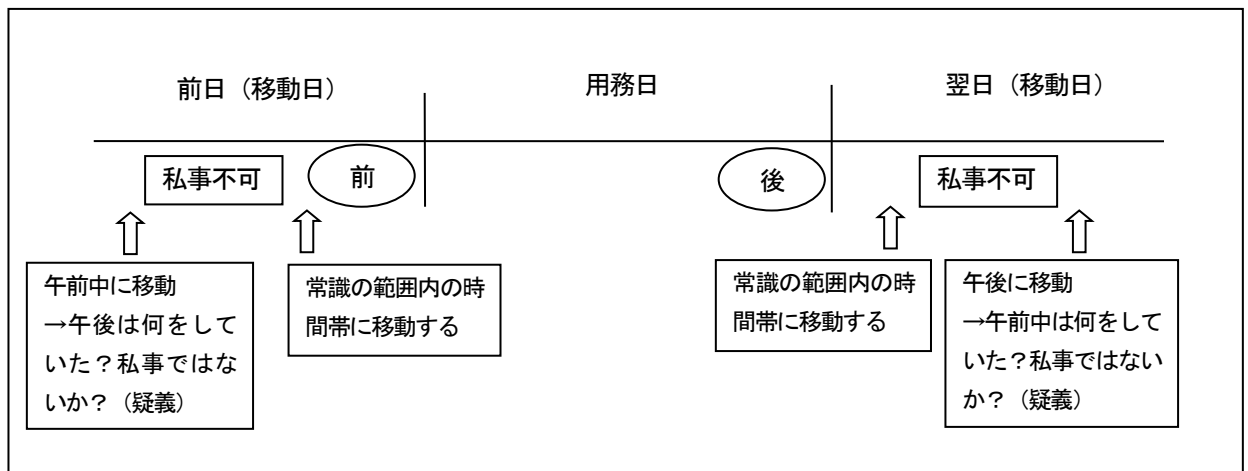 前日（移動日）
用務日
翌日（移動日）
私事不可
前
後
私事不可
午前中に移動
→午後は何をして
いた？私事ではな
いか？（疑義）
常識の範囲内の時
間帯に移動する
常識の範囲内の時
間帯に移動する
午後に移動
→午前中は何をして
いた？私事ではない
か？（疑義）